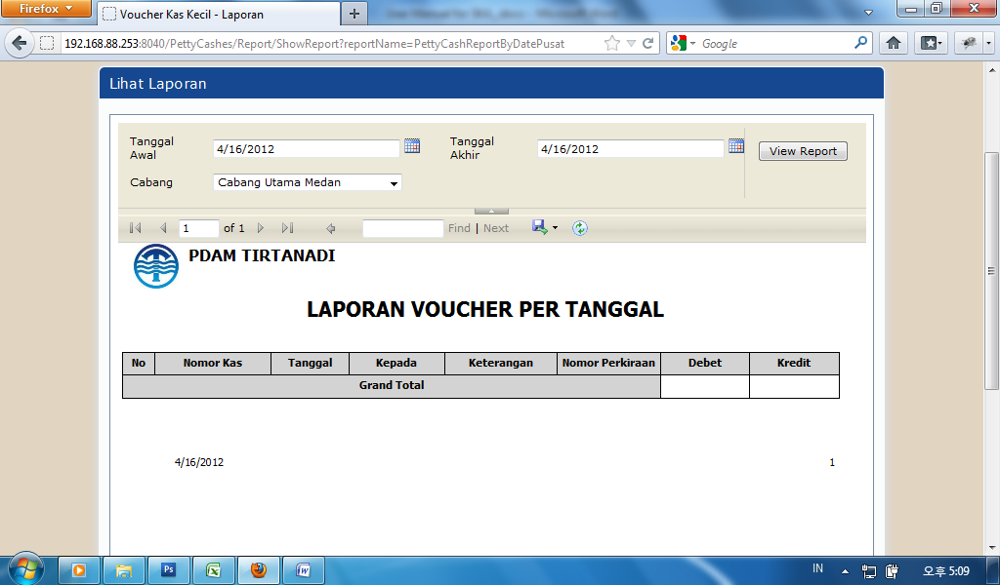 Firefox
Voucher Kas Kecil - Laporan
192.168.88.253:8040/PettyCashes/Report/ShowReport?reportName=PettyCashReportByDatePusat
Google
Lihat Laporan
Tanggal Awal
4/16/2012
Tanggal Akhir
4/16/2012
View Report
Cabang
Cabang Utama Medan
1 of 1
Find | Next
PDAM TIRTANADI
LAPORAN VOUCHER PER TANGGAL
No Nomor Kas Tanggal Kepada Keterangan Nomor Perkiraan Debet Kredit
Grand Total
4/16/2012 1
Ps
IN
오후 5:09